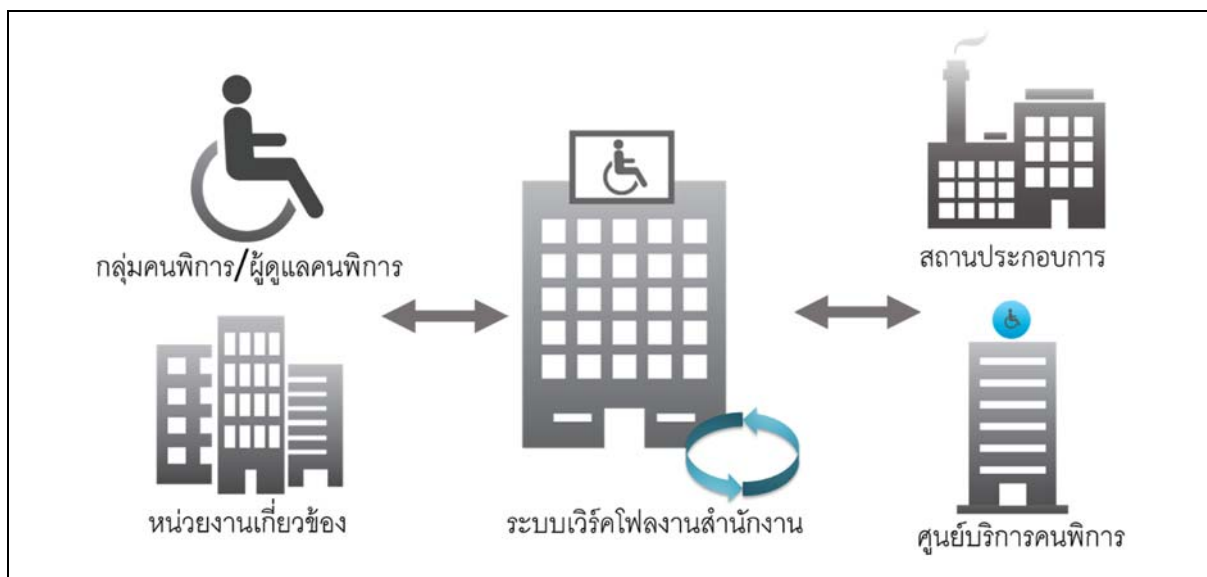 กลุ่มคนพิการ/ผู้ดูแลคนพิการ
สถานประกอบการ
หน่วยงานเกี่ยวข้อง
ระบบเวิร์คโฟลงานสำนักงาน
ศูนย์บริการคนพิการ